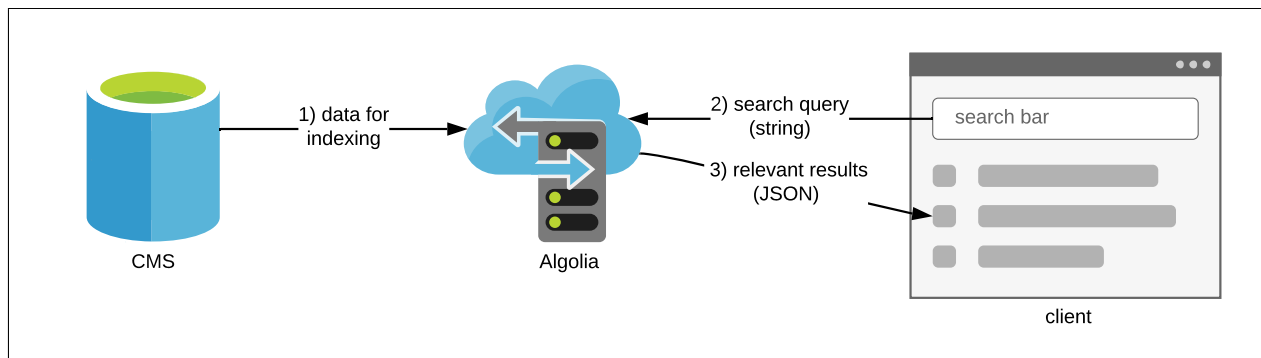 1) data for
indexing
2) search query
(string)
search bar
3) relevant results
(JSON)
CMS
Algolia
client